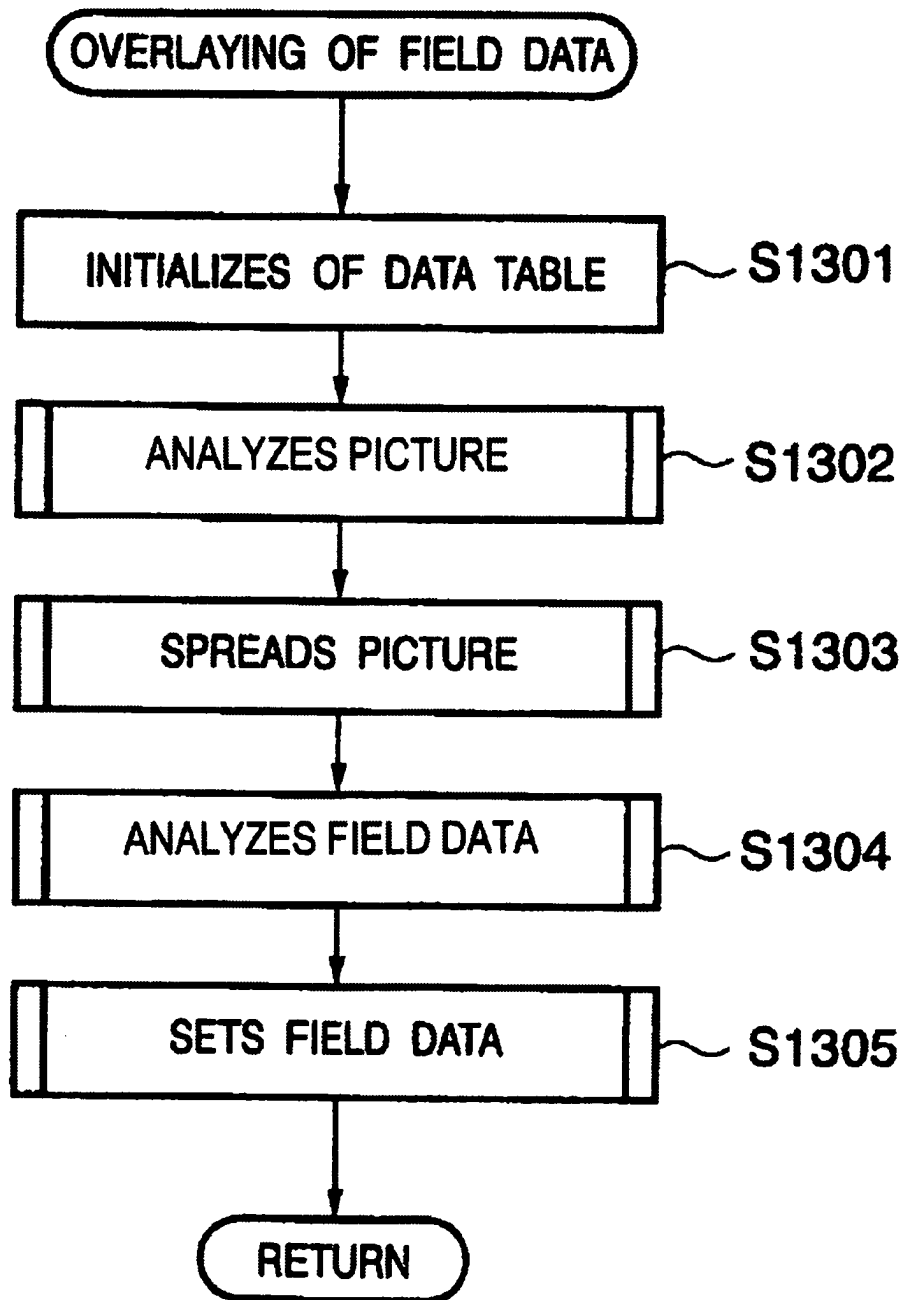 OVERLAYING OF FIELD DATA
INITIALIZES OF DATA TABLE
S1301
ANALYZES PICTURE
S1302
SPREADS PICTURE
S1303
ANALYZES FIELD DATA
S1304
SETS FIELD DATA
S1305
RETURN